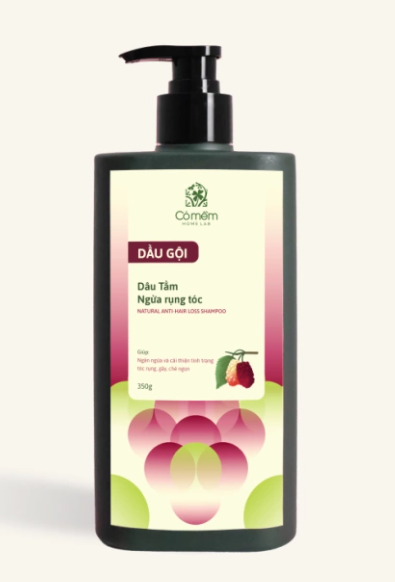 Cỏ mềm
HOME LAB
DẦU GỘI
Dâu Tằm
Ngừa rụng tóc
NATURAL ANTI-HAIR LOSS SHAMPOO
Giúp:
Ngăn ngừa và cải thiện tình trạng
tóc rụng, gãy, chẻ ngọn
350g